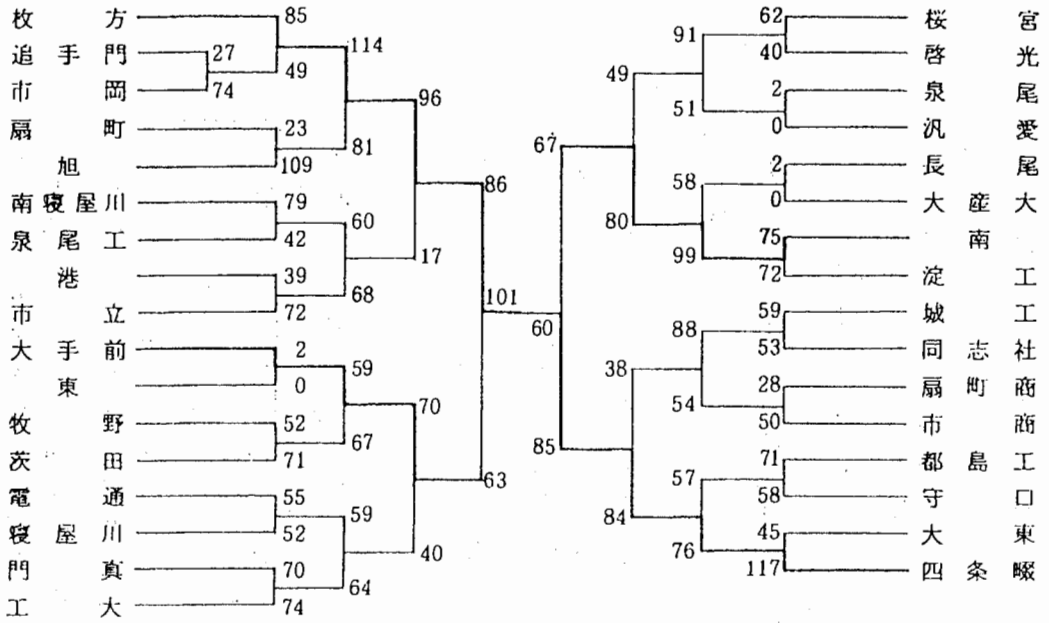 枚方 85
追手門 27
市岡 74
49
114
扇町 23
旭 109
81
96
南寝屋川 79
泉尾工 42
60
港 39
市立 72
68
17
86
大手前 2
東 0
59
牧野 52
茨田 71
67
70
電通 55
寝屋川 52
59
門真 70
工大 74
64
40
63
101
60
62 桜宮
40 啓光
91
2 泉尾
0 汎愛
51
49
2 長尾
0 大産大
58
75 南
72 淀工
99
80
67
59 城工
53 同志社
88
28 扇町商
50 市商
54
38
71 都島工
58 守口
57
45 大東
117 四条畷
76
84
85